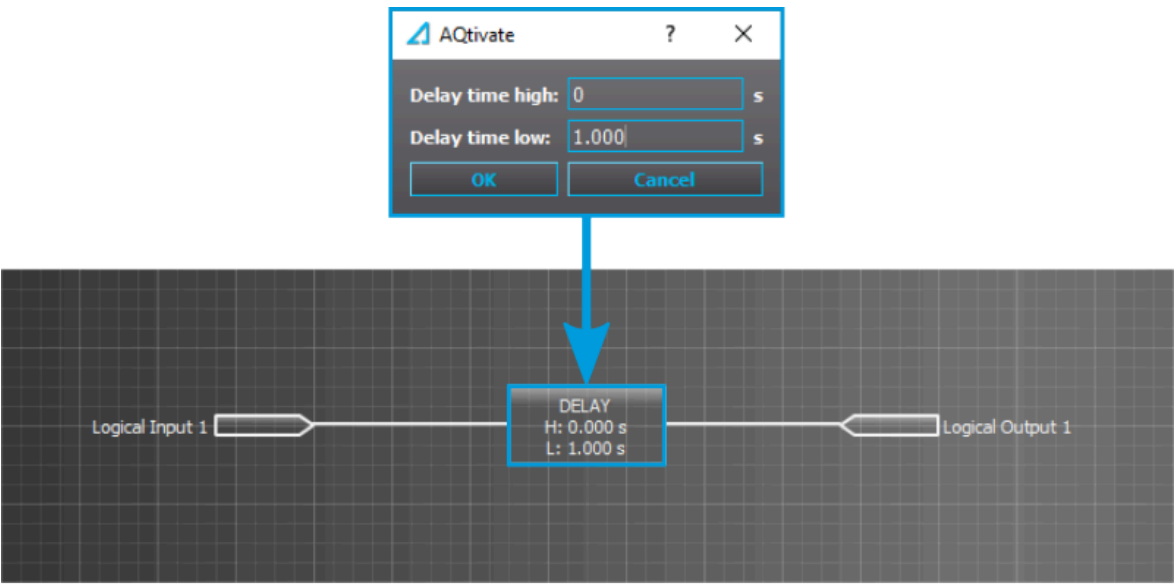 AQtivate ?
Delay time high: 0 s
Delay time low: 1.000 s
OK Cancel
DELAY
Logical Input 1 H: 0.000 s Logical Output 1
L: 1.000 s